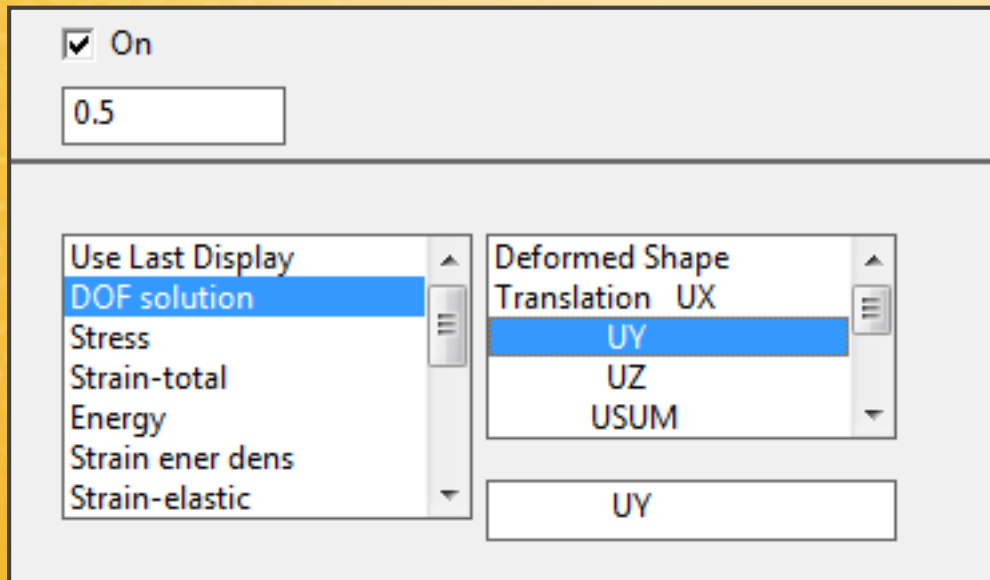 On
0.5
Use Last Display
DOF solution
Stress
Strain-total
Energy
Strain ener dens
Strain-elastic
Deformed Shape
Translation UX
UY
UZ
USUM
UY